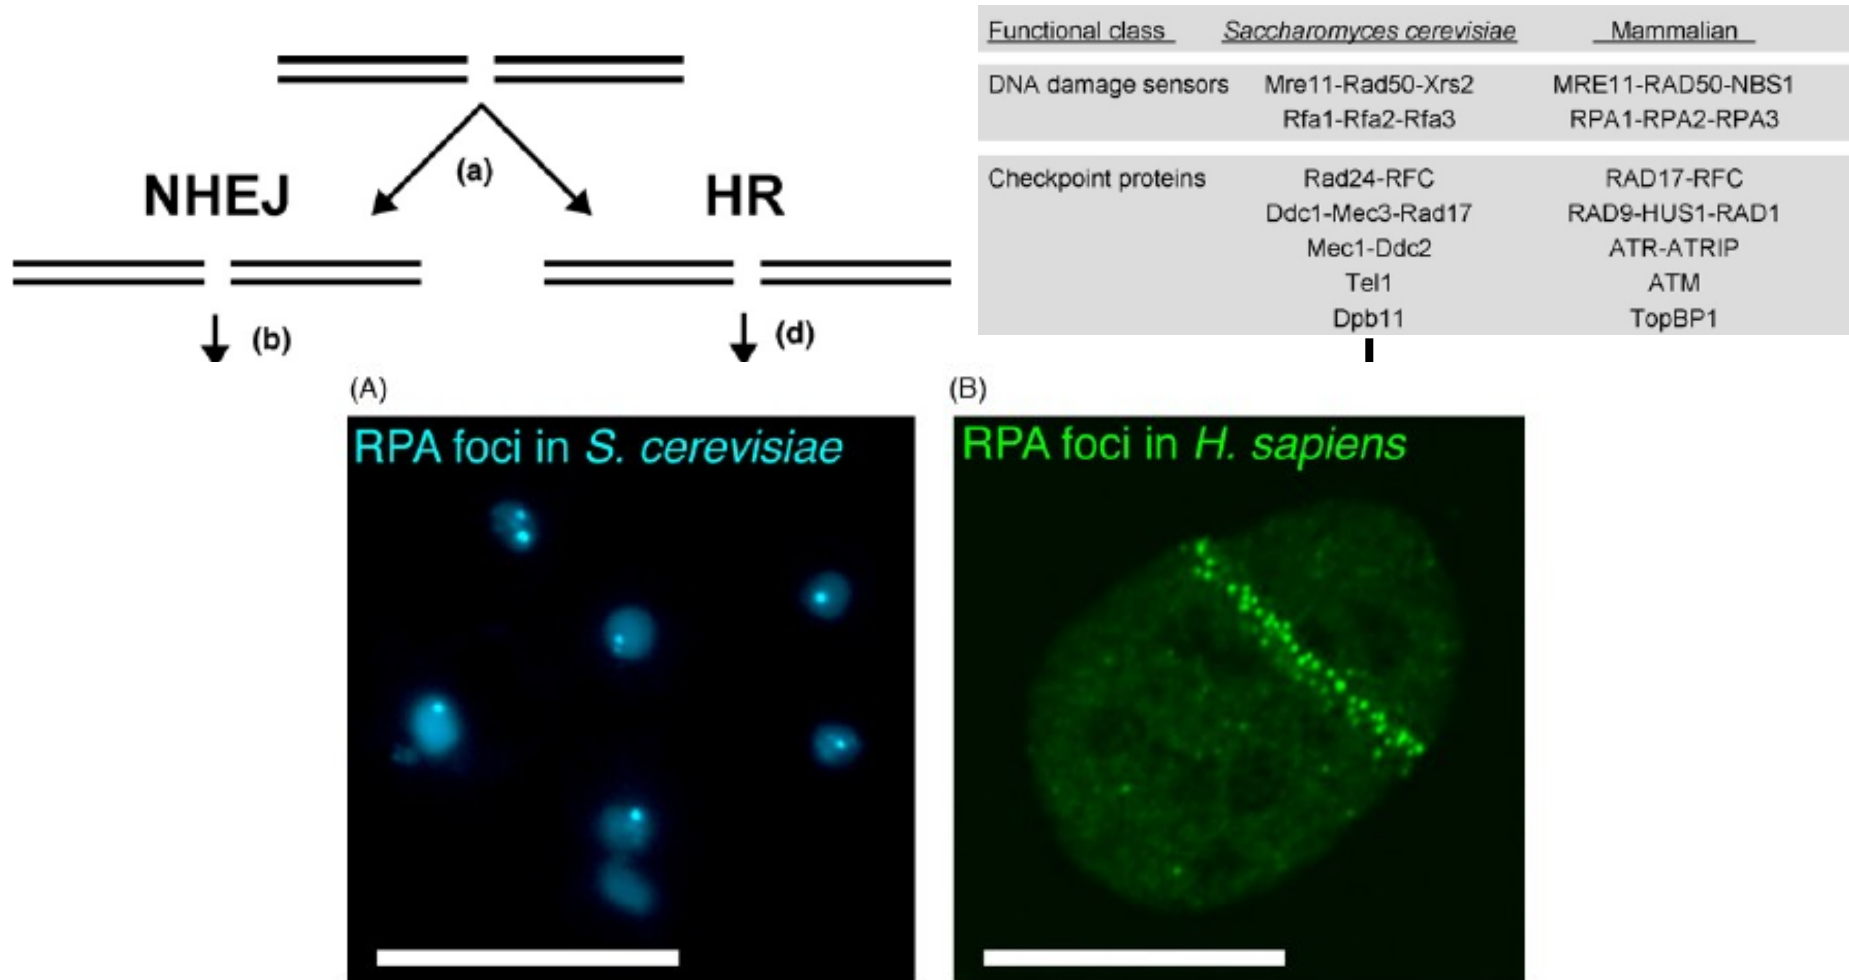 NHEJ
(a)
HR
(b)
(d)
Functional class Saccharomyces cerevisiae Mammalian
DNA damage sensors Mre11-Rad50-Xrs2 MRE11-RAD50-NBS1
Rfa1-Rfa2-Rfa3 RPA1-RPA2-RPA3
Checkpoint proteins Rad24-RFC RAD17-RFC
Ddc1-Mec3-Rad17 RAD9-HUS1-RAD1
Mec1-Ddc2 ATR-ATRIP
Tel1 ATM
Dpb11 TopBP1
(A)
RPA foci in S. cerevisiae
(B)
RPA foci in H. sapiens